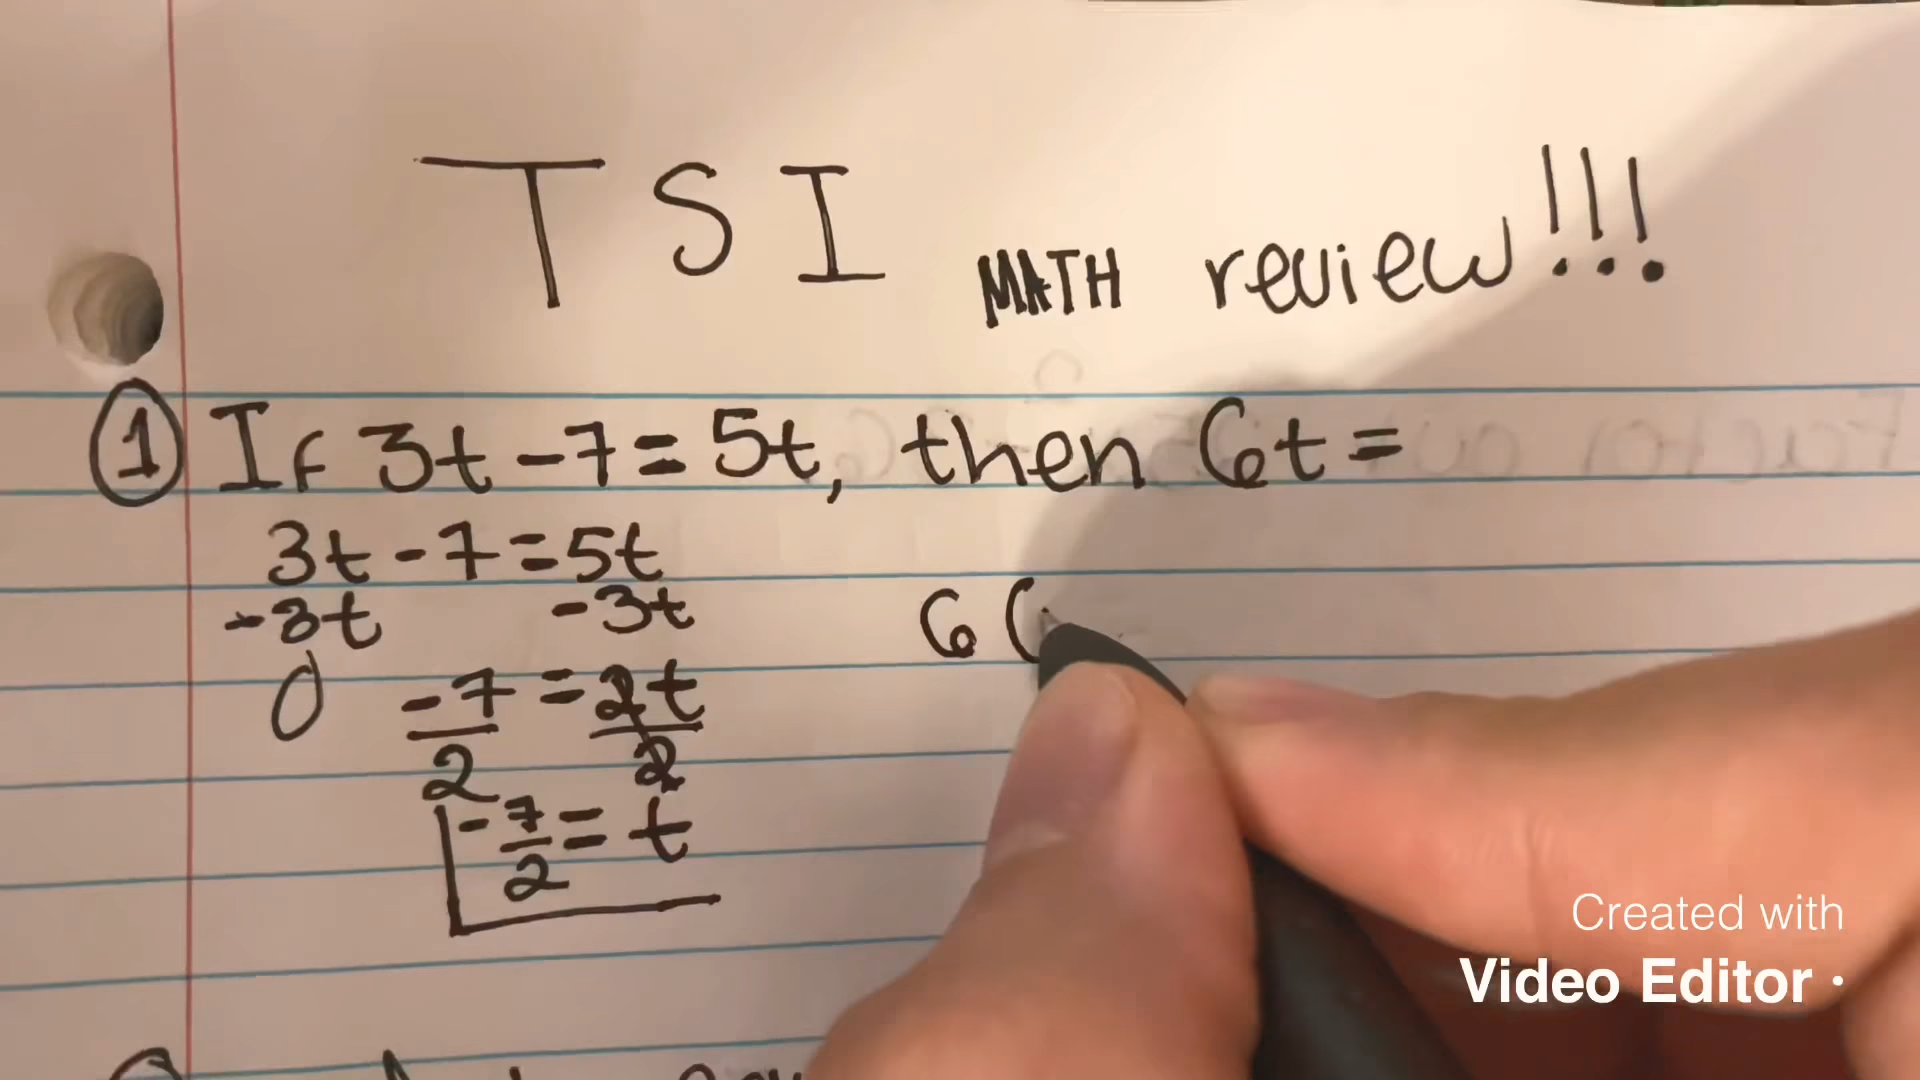 TSI MATH review!!!
① If 3t - 7 = 5t, then 6t =
3t - 7 = 5t
-3t -3t
0 -7 = 2t
2 2
-7/2 = t
6(
Created with
Video Editor ·